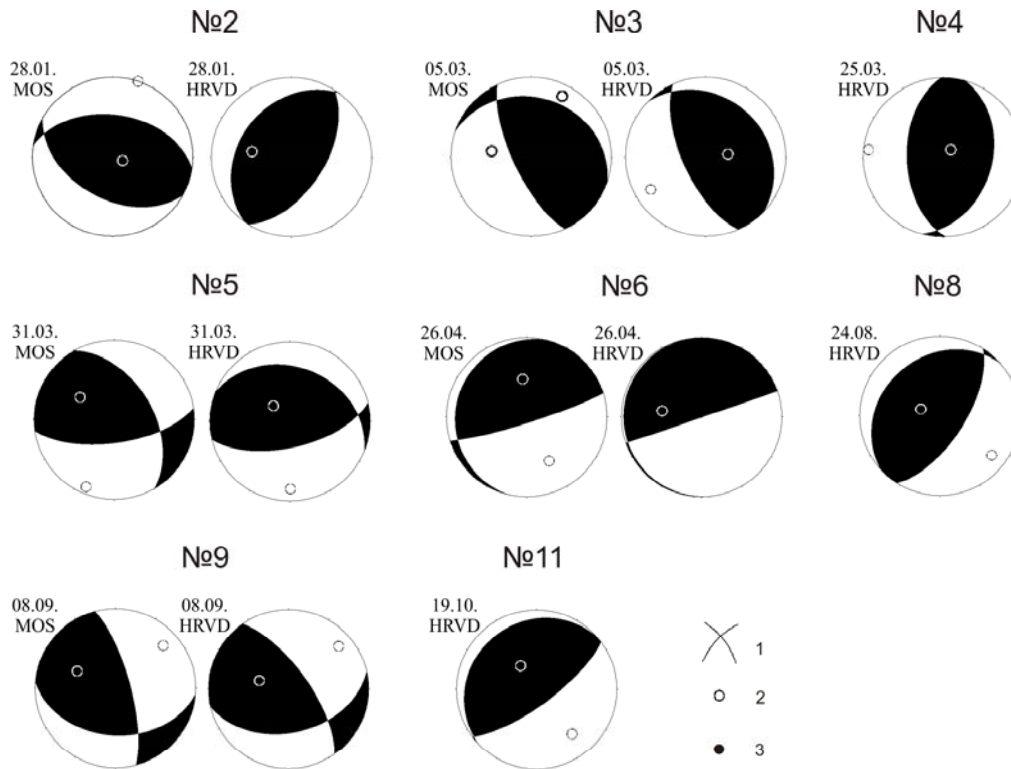 №2
№3
№4
28.01.
MOS
28.01.
HRVD
05.03.
MOS
05.03.
HRVD
25.03.
HRVD
№5
№6
№8
31.03.
MOS
31.03.
HRVD
26.04.
MOS
26.04.
HRVD
24.08.
HRVD
№9
№11
08.09.
MOS
08.09.
HRVD
19.10.
HRVD
1
2
3